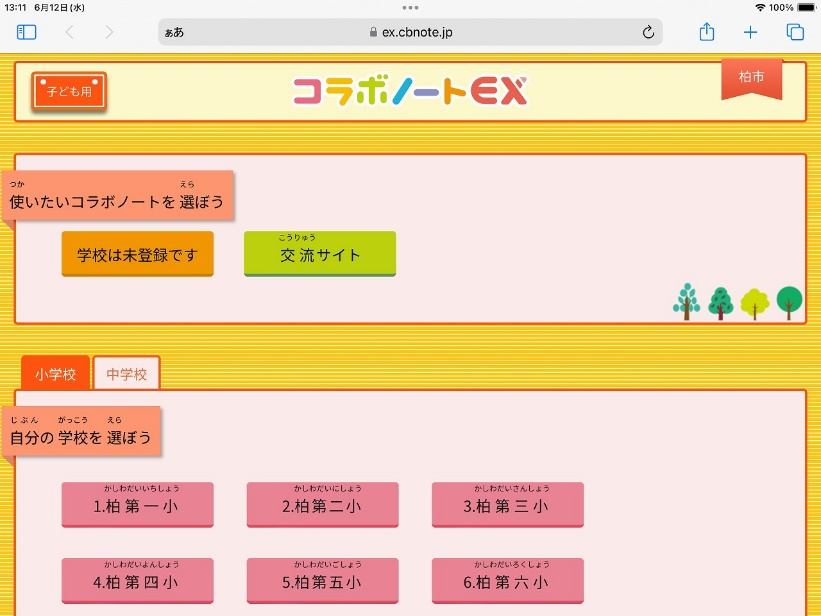 13:11 6月12日(水)
100%
ぁあ
ex.cbnote.jp
子ども用
コラボノートEX
柏市
つか えら
使いたいコラボノートを 選ぼう
学校は未登録です
こうりゅう
交流サイト
小学校
中学校
じぶん がっこう えら
自分の 学校を 選ぼう
かしわだいいちしょう
1.柏第一小
かしわだいにしょう
2.柏第二小
かしわだいさんしょう
3.柏第三小
かしわだいよんしょう
4.柏第四小
かしわだいごしょう
5.柏第五小
かしわだいろくしょう
6.柏第六小